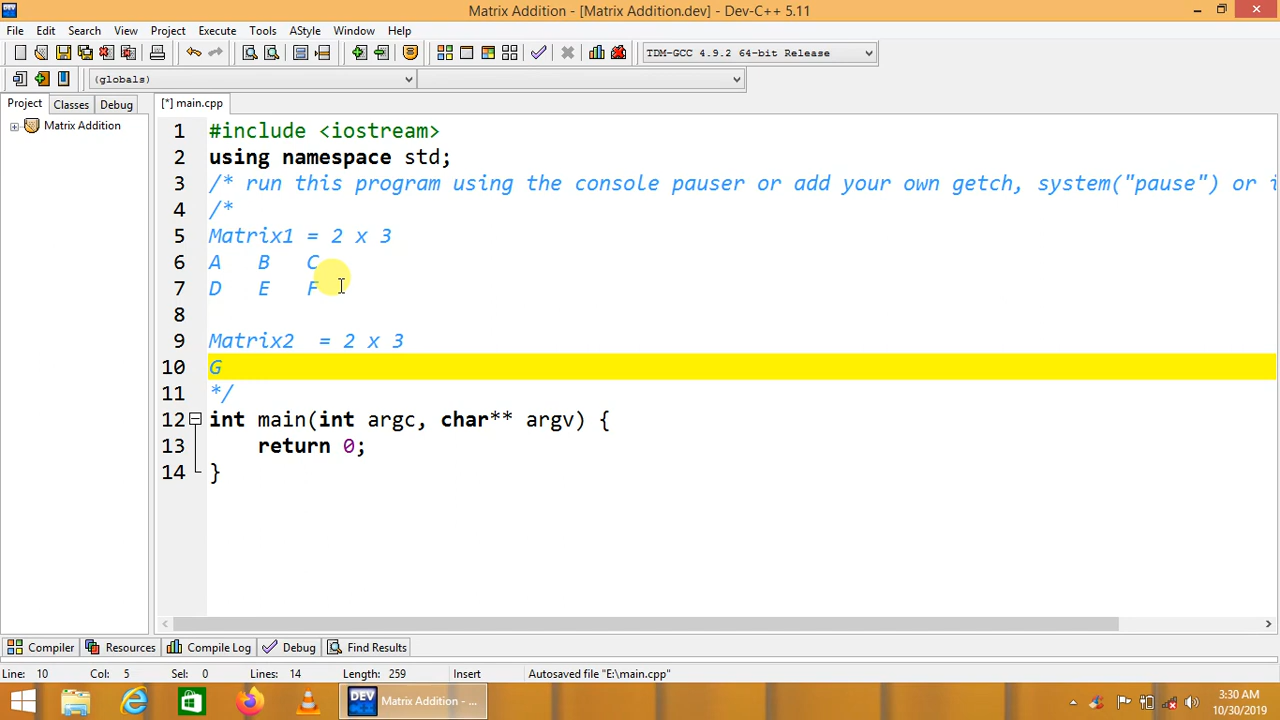 Matrix Addition - [Matrix Addition.dev] - Dev-C++ 5.11
File Edit Search View Project Execute Tools AStyle Window Help
TDM-GCC 4.9.2 64-bit Release
(globals)
Project Classes Debug [*] main.cpp
Matrix Addition
1 #include <iostream>
2 using namespace std;
3 /* run this program using the console pauser or add your own getch, system("pause") or i
4 /*
5 Matrix1 = 2 x 3
6 A B C
7 D E F
8
9 Matrix2 = 2 x 3
10 G
11 */
12 int main(int argc, char** argv) {
13 return 0;
14 }
Compiler Resources Compile Log Debug Find Results
Line: 10 Col: 5 Sel: 0 Lines: 14 Length: 259 Insert Autosaved file "E:\main.cpp"
DEV Matrix Addition - ...
3:30 AM
10/30/2019